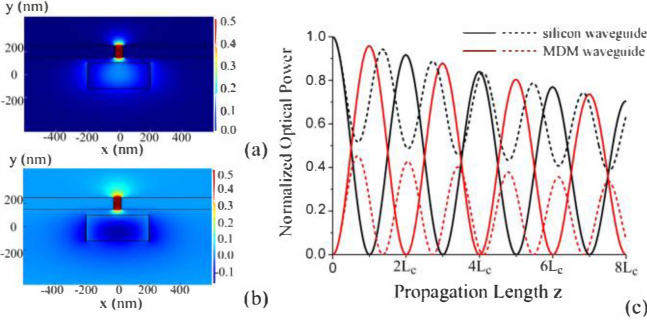 y (nm)
200
0
-200
-400 -200 0 200 400
x (nm)
0.5
0.4
0.3
0.2
0.1
0.0
(a)
y (nm)
200
0
-200
-400 -200 0 200 400
x (nm)
0.5
0.4
0.3
0.2
0.1
0.0
-0.1
(b)
silicon waveguide
MDM waveguide
Normalized Optical Power
1.0
0.8
0.6
0.4
0.2
0.0
0 2Lc 4Lc 6Lc 8Lc
Propagation Length z
(c)